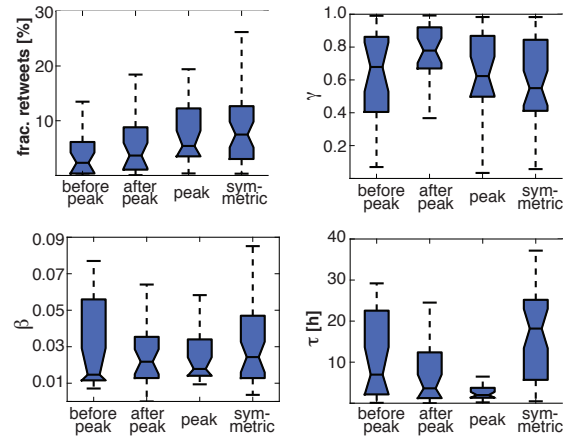 frac. retweets [%]
30
20
10
before peak
after peak
peak
sym-metric
γ
1.0
0.8
0.6
0.4
0.2
before peak
after peak
peak
sym-metric
β
0.09
0.07
0.05
0.03
0.01
before peak
after peak
peak
sym-metric
τ [h]
40
30
20
10
before peak
after peak
peak
sym-metric